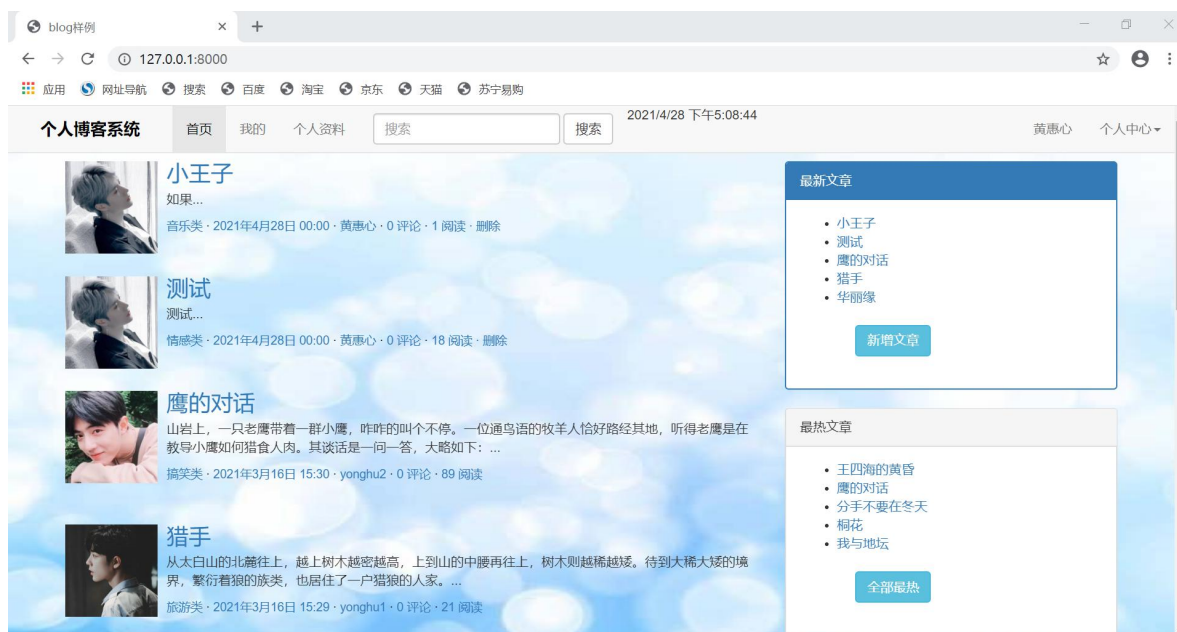 blog样例
127.0.0.1:8000
应用 网址导航 搜索 百度 淘宝 京东 天猫 苏宁易购
个人博客系统 首页 我的 个人资料 搜索 搜索 2021/4/28 下午5:08:44 黄惠心 个人中心
小王子
如果...
音乐类 · 2021年4月28日 00:00 · 黄惠心 · 0 评论 · 1 阅读 · 删除
测试
测试...
情感类 · 2021年4月28日 00:00 · 黄惠心 · 0 评论 · 18 阅读 · 删除
鹰的对话
山岩上，一只老鹰带着一群小鹰，咋咋的叫个不停。一位通鸟语的牧羊人恰好路经其地，听得老鹰是在
教导小鹰如何猎食人肉。其谈话是一问一答，大略如下：...
搞笑类 · 2021年3月16日 15:30 · yonghu2 · 0 评论 · 89 阅读
猎手
从太白山的北麓往上，越上树木越密越高，上到山的中腰再往上，树木则越稀越矮。待到大稀大矮的境
界，繁衍着狼的族类，也居住了一户猎狼的人家。...
旅游类 · 2021年3月16日 15:29 · yonghu1 · 0 评论 · 21 阅读
最新文章
小王子
测试
鹰的对话
猎手
华丽缘
新增文章
最热文章
王四海的黄昏
鹰的对话
分手不要在冬天
桐花
我与地坛
全部最热